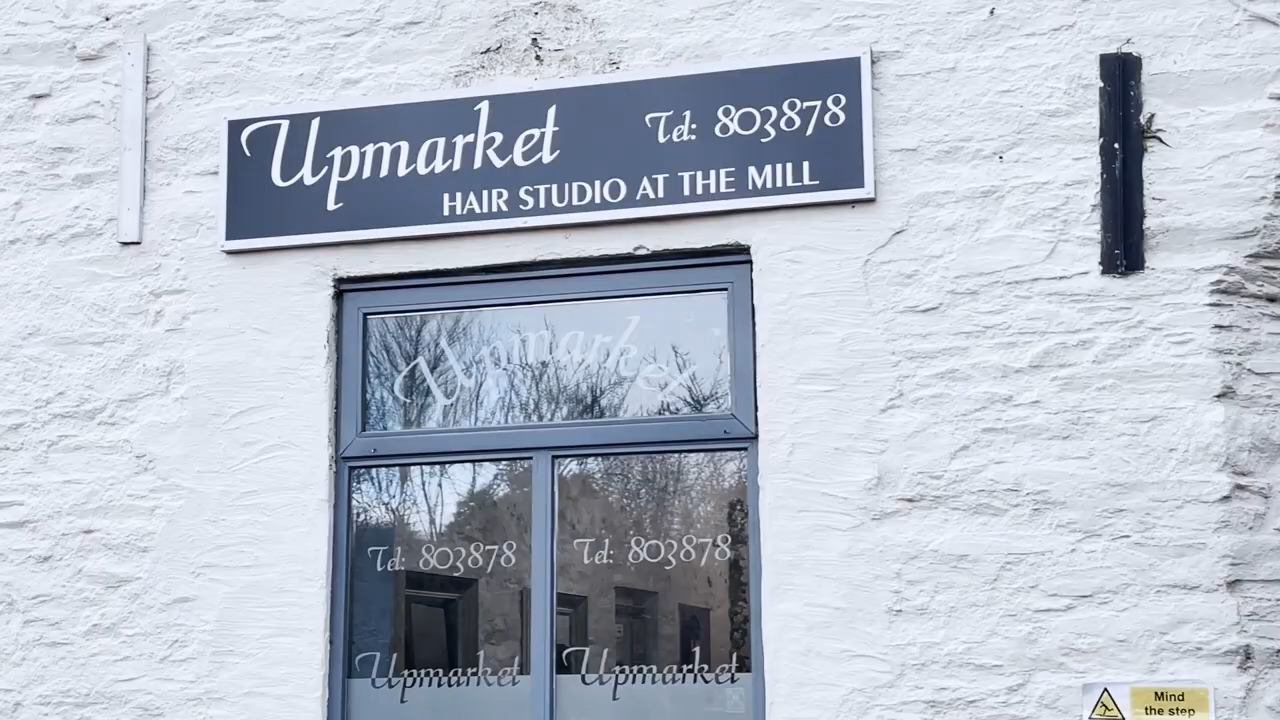 Upmarket Tel: 803878
HAIR STUDIO AT THE MILL
Upmarket
Tel: 803878 Tel: 803878
Upmarket Upmarket
Mind
the step